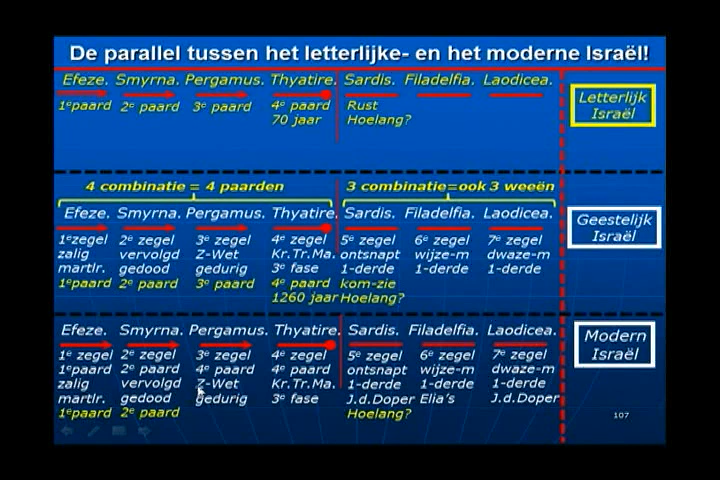 De parallel tussen het letterlijke- en het moderne Israël!
Efeze. Smyrna. Pergamus. Thyatire. Sardis. Filadelfia. Laodicea.
1ᵉpaard 2ᵉ paard 3ᵉ paard 4ᵉ paard Rust
70 jaar Hoelang?
Letterlijk
Israël
4 combinatie = 4 paarden 3 combinatie=ook 3 weeën
Efeze. Smyrna. Pergamus. Thyatire. Sardis. Filadelfia. Laodicea.
1ᵉzegel 2ᵉ zegel 3ᵉ zegel 4ᵉ zegel 5ᵉ zegel 6ᵉ zegel 7ᵉ zegel
zalig vervolgd Z-Wet Kr.Tr.Ma. ontsnapt wijze-m dwaze-m
martlr. gedood gedurig 3ᵉ fase 1-derde 1-derde 1-derde
1ᵉpaard 2ᵉ paard 3ᵉ paard 4ᵉ paard kom-zie
1260 jaar Hoelang?
Geestelijk
Israël
Efeze. Smyrna. Pergamus. Thyatire. Sardis. Filadelfia. Laodicea.
1ᵉ zegel 2ᵉ zegel 3ᵉ zegel 4ᵉ zegel 5ᵉ zegel 6ᵉ zegel 7ᵉ zegel
1ᵉpaard 2ᵉ paard 4ᵉ paard 4ᵉ paard ontsnapt wijze-m dwaze-m
zalig vervolgd Z-Wet Kr.Tr.Ma. 1-derde 1-derde 1-derde
martlr. gedood gedurig 3ᵉ fase J.d.Doper Elia's J.d.Doper
1ᵉpaard 2ᵉ paard Hoelang?
Modern
Israël
107